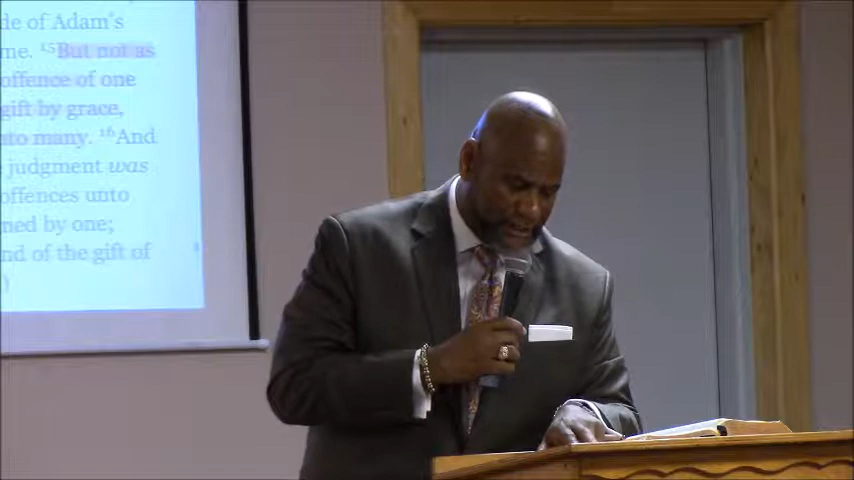 de of Adam's
me. ¹⁵But not as
offence of one
gift by grace,
nto many. ¹⁶And
judgment was
offences unto
ned by one;
nd of the gift of